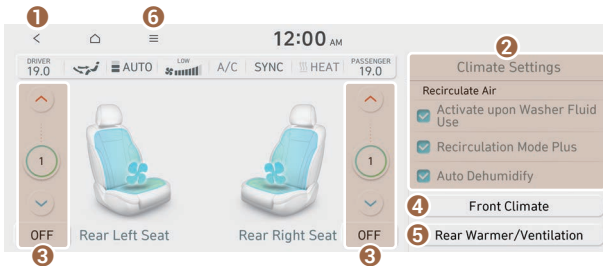 1
6
12:00 AM
2
DRIVER
19.0
AUTO
LOW
A/C
SYNC
HEAT
PASSENGER
19.0
Climate Settings
Recirculate Air
Activate upon Washer Fluid
Use
Recirculation Mode Plus
Auto Dehumidify
1
1
4
Front Climate
OFF
Rear Left Seat
Rear Right Seat
OFF
5
Rear Warmer/Ventilation
3
3